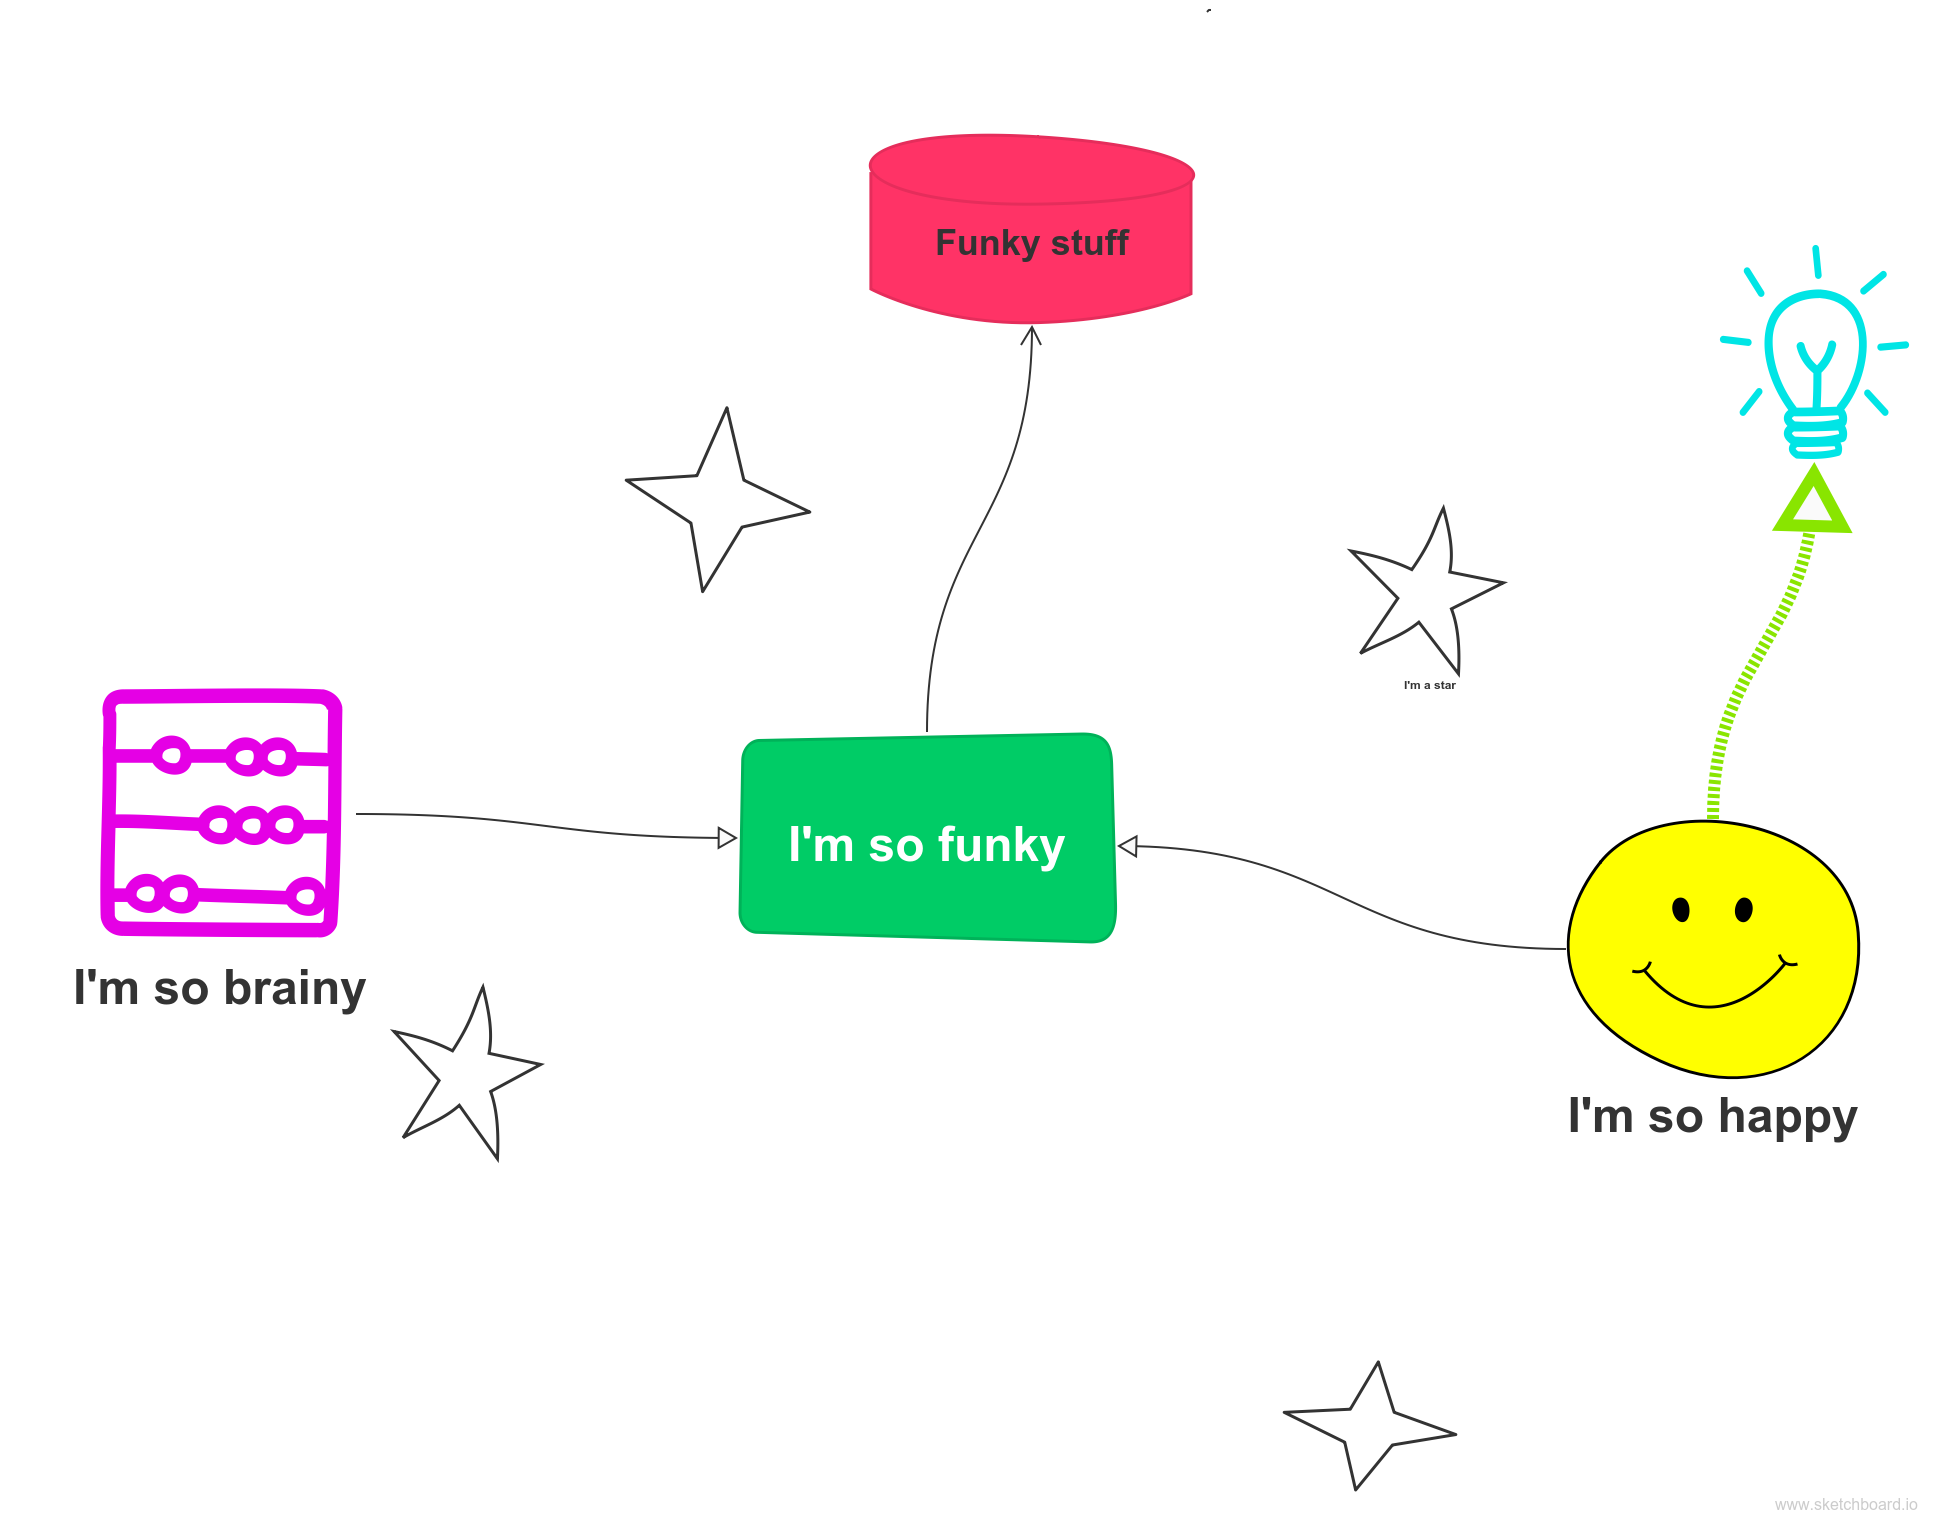 Funky stuff
I'm a star
I'm so funky
I'm so brainy
I'm so happy
www.sketchboard.io